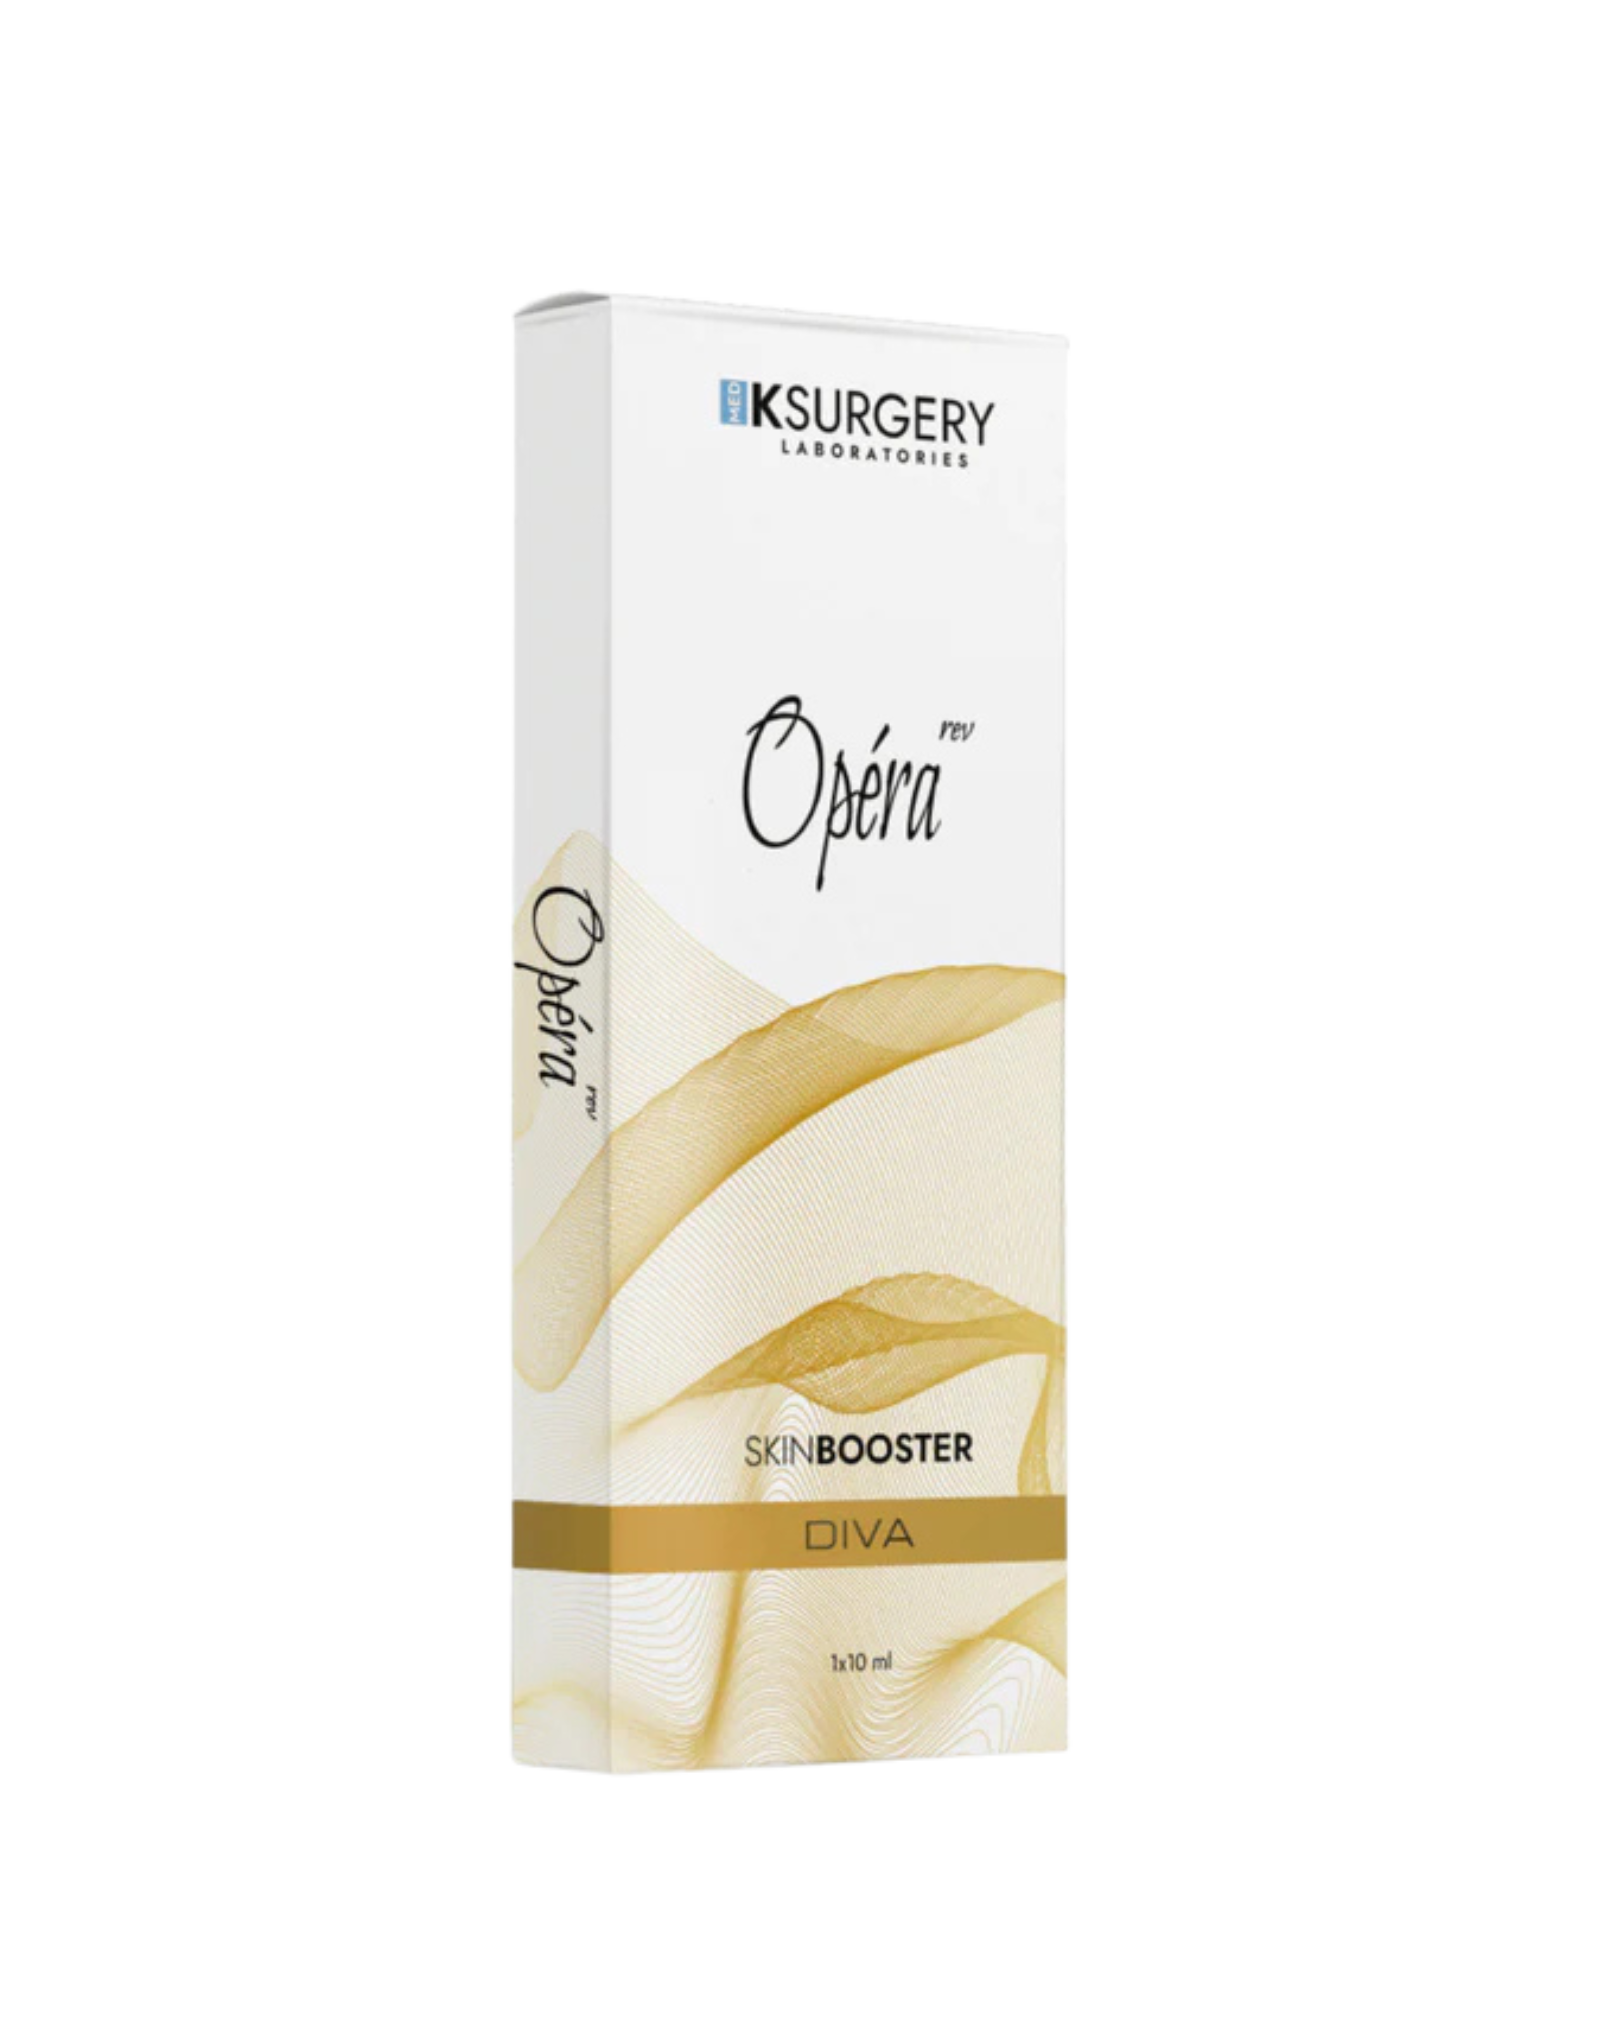 MED
KSURGERY
LABORATORIES
Opéra rev
Opéra rev
SKINBOOSTER
DIVA
1x10 ml